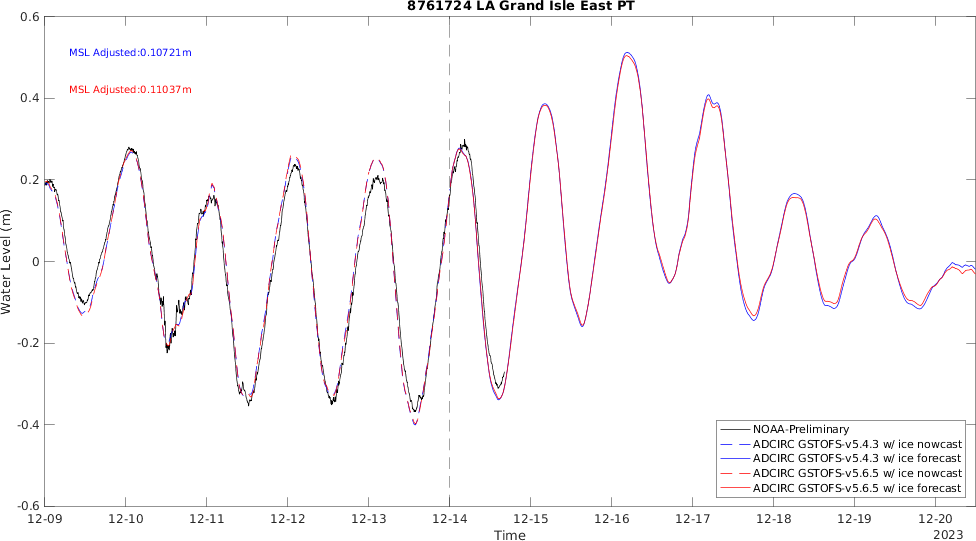 8761724 LA Grand Isle East PT
0.6
MSL Adjusted:0.10721m
MSL Adjusted:0.11037m
0.4
0.2
0
-0.2
-0.4
-0.6
Water Level (m)
NOAA-Preliminary
ADCIRC GSTOFS-v5.4.3 w/ ice nowcast
ADCIRC GSTOFS-v5.4.3 w/ ice forecast
ADCIRC GSTOFS-v5.6.5 w/ ice nowcast
ADCIRC GSTOFS-v5.6.5 w/ ice forecast
12-09 12-10 12-11 12-12 12-13 12-14 12-15 12-16 12-17 12-18 12-19 12-20
Time
2023